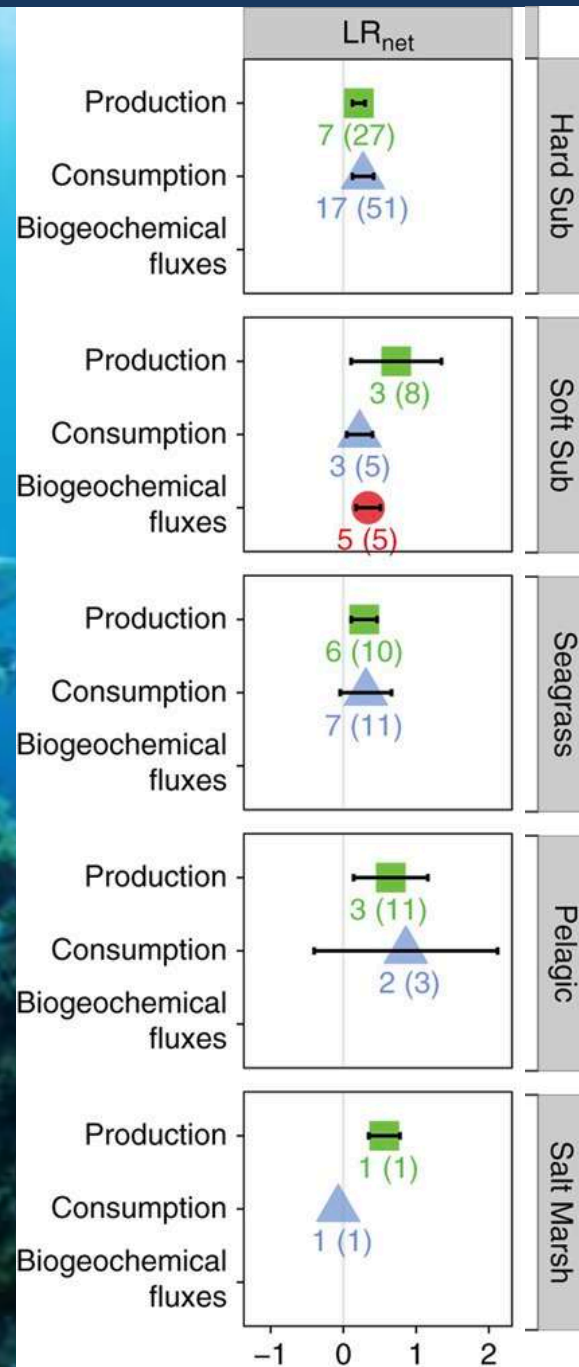 LRnet
Production
7 (27)
Consumption
17 (51)
Biogeochemical
fluxes
Hard Sub
Production
3 (8)
Consumption
3 (5)
Biogeochemical
fluxes
5 (5)
Soft Sub
Production
6 (10)
Consumption
7 (11)
Biogeochemical
fluxes
Seagrass
Production
3 (11)
Consumption
2 (3)
Biogeochemical
fluxes
Pelagic
Production
1 (1)
Consumption
1 (1)
Biogeochemical
fluxes
Salt Marsh
−1 0 1 2